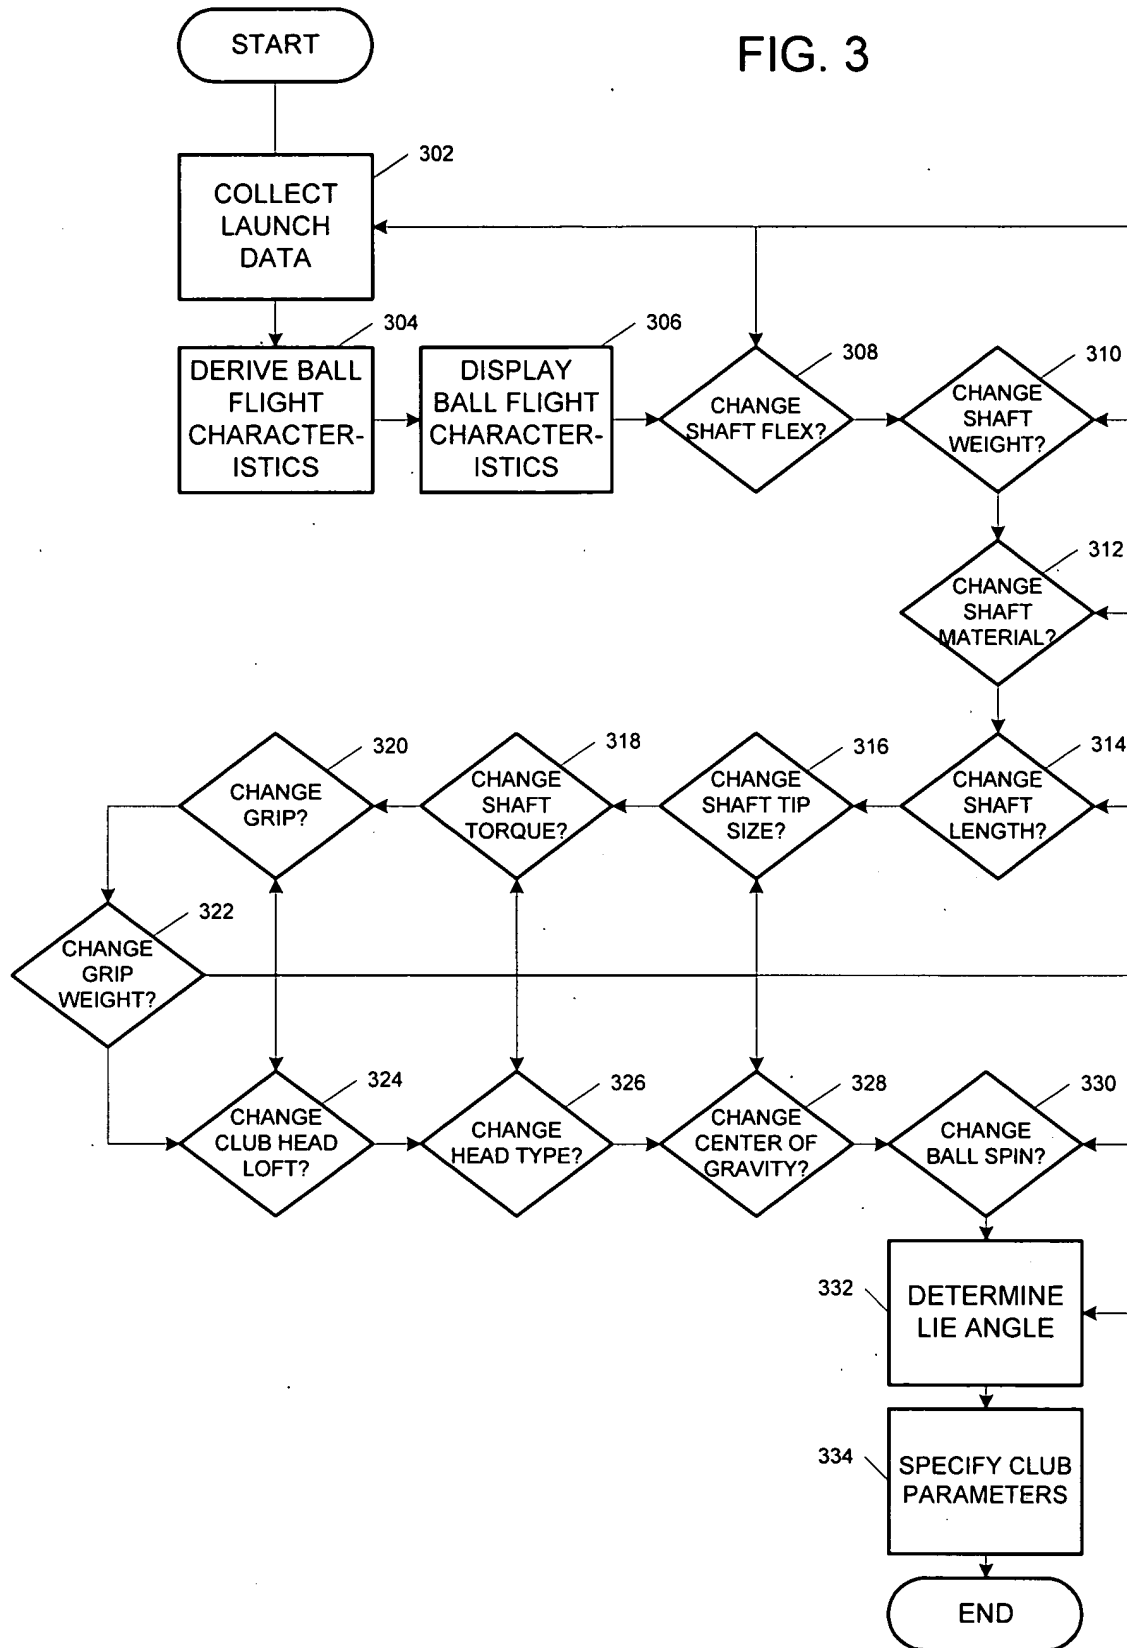 START
FIG. 3
302
COLLECT
LAUNCH
DATA
304
DERIVE BALL
FLIGHT
CHARACTER-
ISTICS
306
DISPLAY
BALL FLIGHT
CHARACTER-
ISTICS
308
CHANGE
SHAFT FLEX?
310
CHANGE
SHAFT
WEIGHT?
312
CHANGE
SHAFT
MATERIAL?
314
CHANGE
SHAFT
LENGTH?
316
CHANGE
SHAFT TIP
SIZE?
318
CHANGE
SHAFT
TORQUE?
320
CHANGE
GRIP?
322
CHANGE
GRIP
WEIGHT?
324
CHANGE
CLUB HEAD
LOFT?
326
CHANGE
HEAD TYPE?
328
CHANGE
CENTER OF
GRAVITY?
330
CHANGE
BALL SPIN?
332
DETERMINE
LIE ANGLE
334
SPECIFY CLUB
PARAMETERS
END